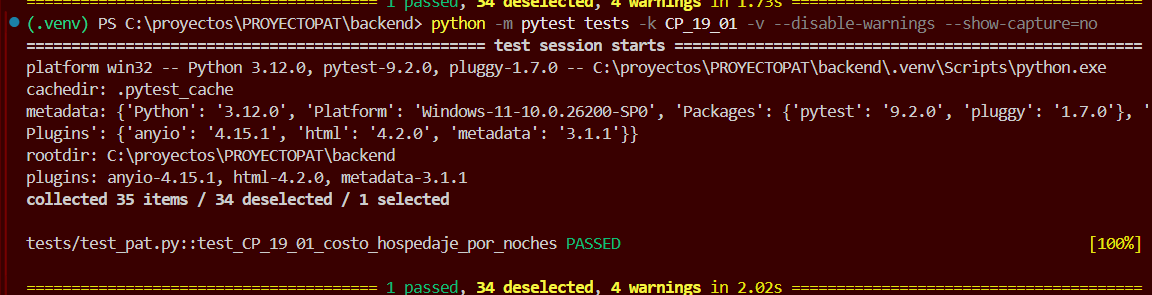 ======================================= 1 passed, 34 deselected, 4 warnings in 1.73s ========================================
(.venv) PS C:\proyectos\PROYECTOPAT\backend> python -m pytest tests -k CP_19_01 -v --disable-warnings --show-capture=no
==================================================== test session starts =====================================================
platform win32 -- Python 3.12.0, pytest-9.2.0, pluggy-1.7.0 -- C:\proyectos\PROYECTOPAT\backend\.venv\Scripts\python.exe
cachedir: .pytest_cache
metadata: {'Python': '3.12.0', 'Platform': 'Windows-11-10.0.26200-SP0', 'Packages': {'pytest': '9.2.0', 'pluggy': '1.7.0'}, '
Plugins': {'anyio': '4.15.1', 'html': '4.2.0', 'metadata': '3.1.1'}}
rootdir: C:\proyectos\PROYECTOPAT\backend
plugins: anyio-4.15.1, html-4.2.0, metadata-3.1.1
collected 35 items / 34 deselected / 1 selected
tests/test_pat.py::test_CP_19_01_costo_hospedaje_por_noches PASSED [100%]
======================================= 1 passed, 34 deselected, 4 warnings in 2.02s ========================================